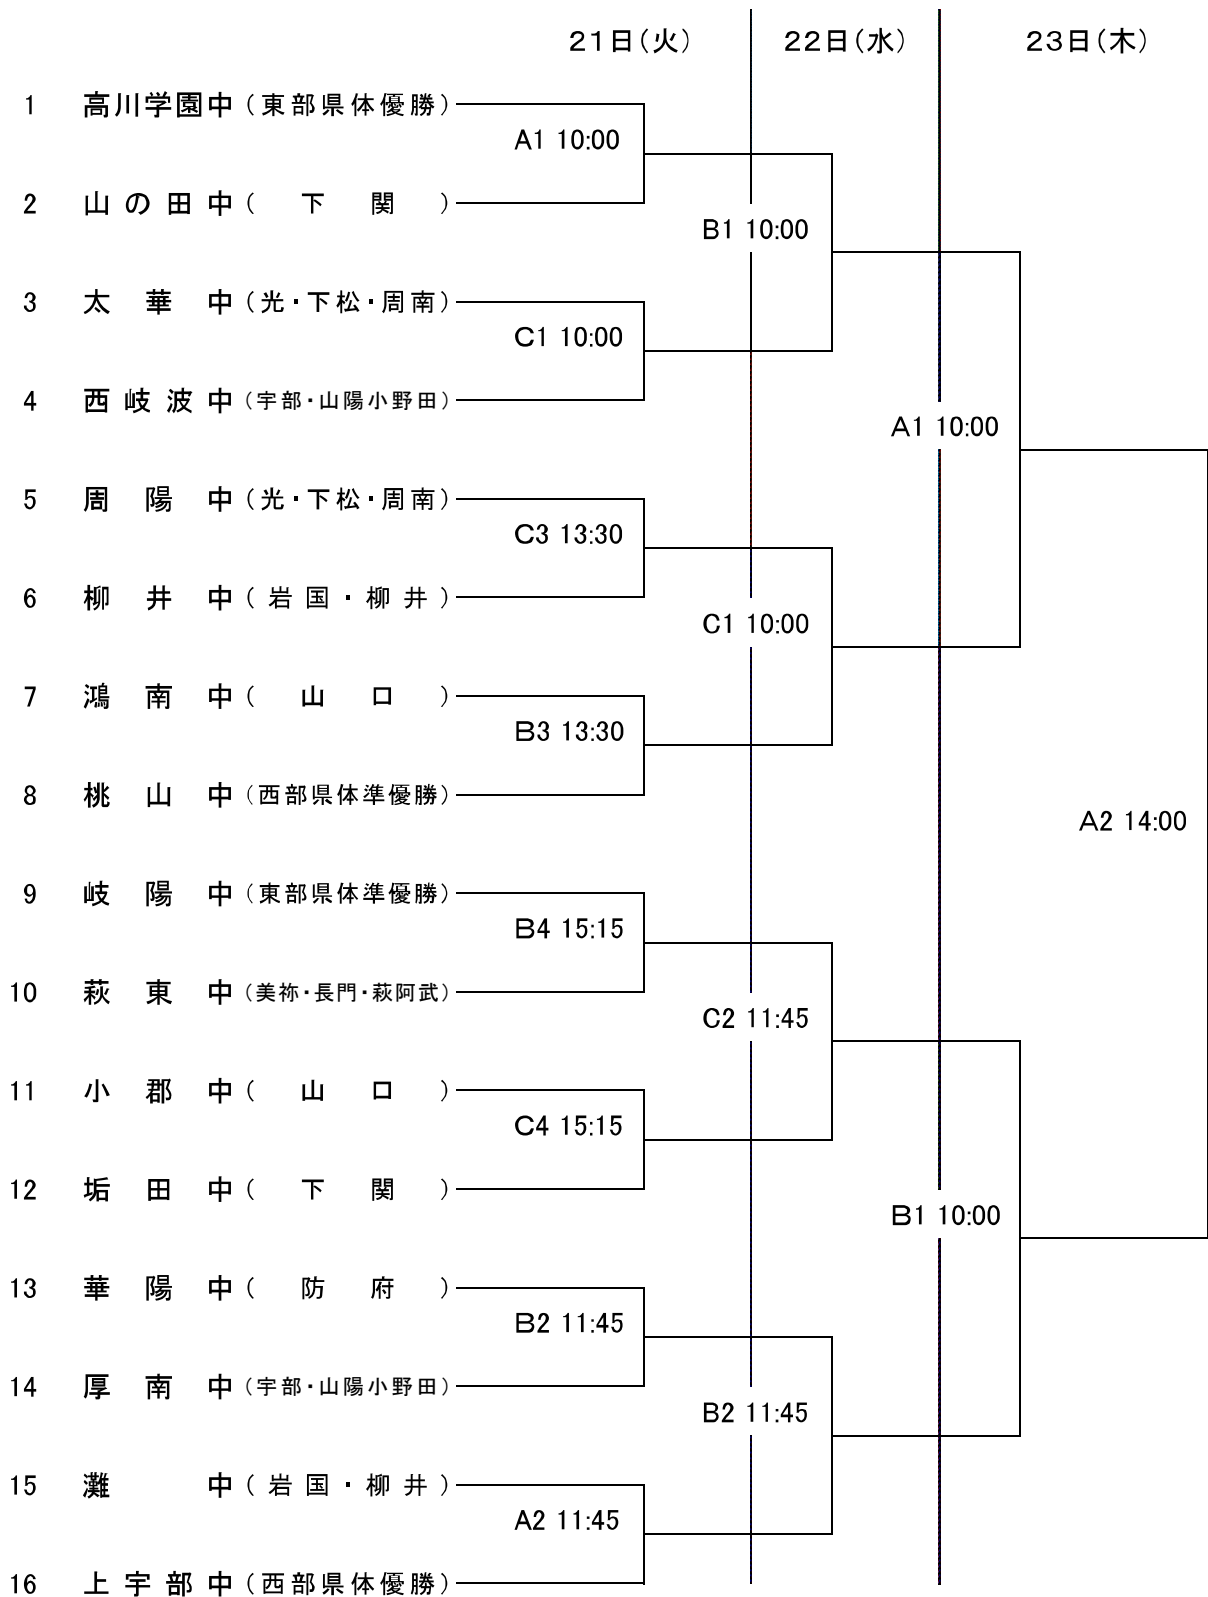 21日(火) 22日(水) 23日(木)
1 高川学園中(東部県体優勝)
A1 10:00
2 山の田中(下関)
B1 10:00
3 太華中(光・下松・周南)
C1 10:00
4 西岐波中(宇部・山陽小野田)
A1 10:00
5 周陽中(光・下松・周南)
C3 13:30
6 柳井中(岩国・柳井)
C1 10:00
7 鴻南中(山口)
B3 13:30
8 桃山中(西部県体準優勝)
A2 14:00
9 岐陽中(東部県体準優勝)
B4 15:15
10 萩東中(美祢・長門・萩阿武)
C2 11:45
11 小郡中(山口)
C4 15:15
12 垢田中(下関)
B1 10:00
13 華陽中(防府)
B2 11:45
14 厚南中(宇部・山陽小野田)
B2 11:45
15 灘中(岩国・柳井)
A2 11:45
16 上宇部中(西部県体優勝)